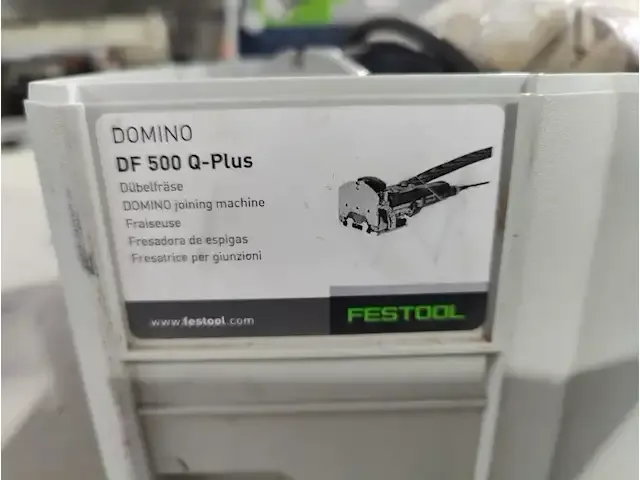 DOMINO
DF 500 Q-Plus
Dübelfräse
DOMINO joining machine
Fraiseuse
Fresadora de espigas
Fresatrice per giunzioni
www.festool.com
FESTOOL